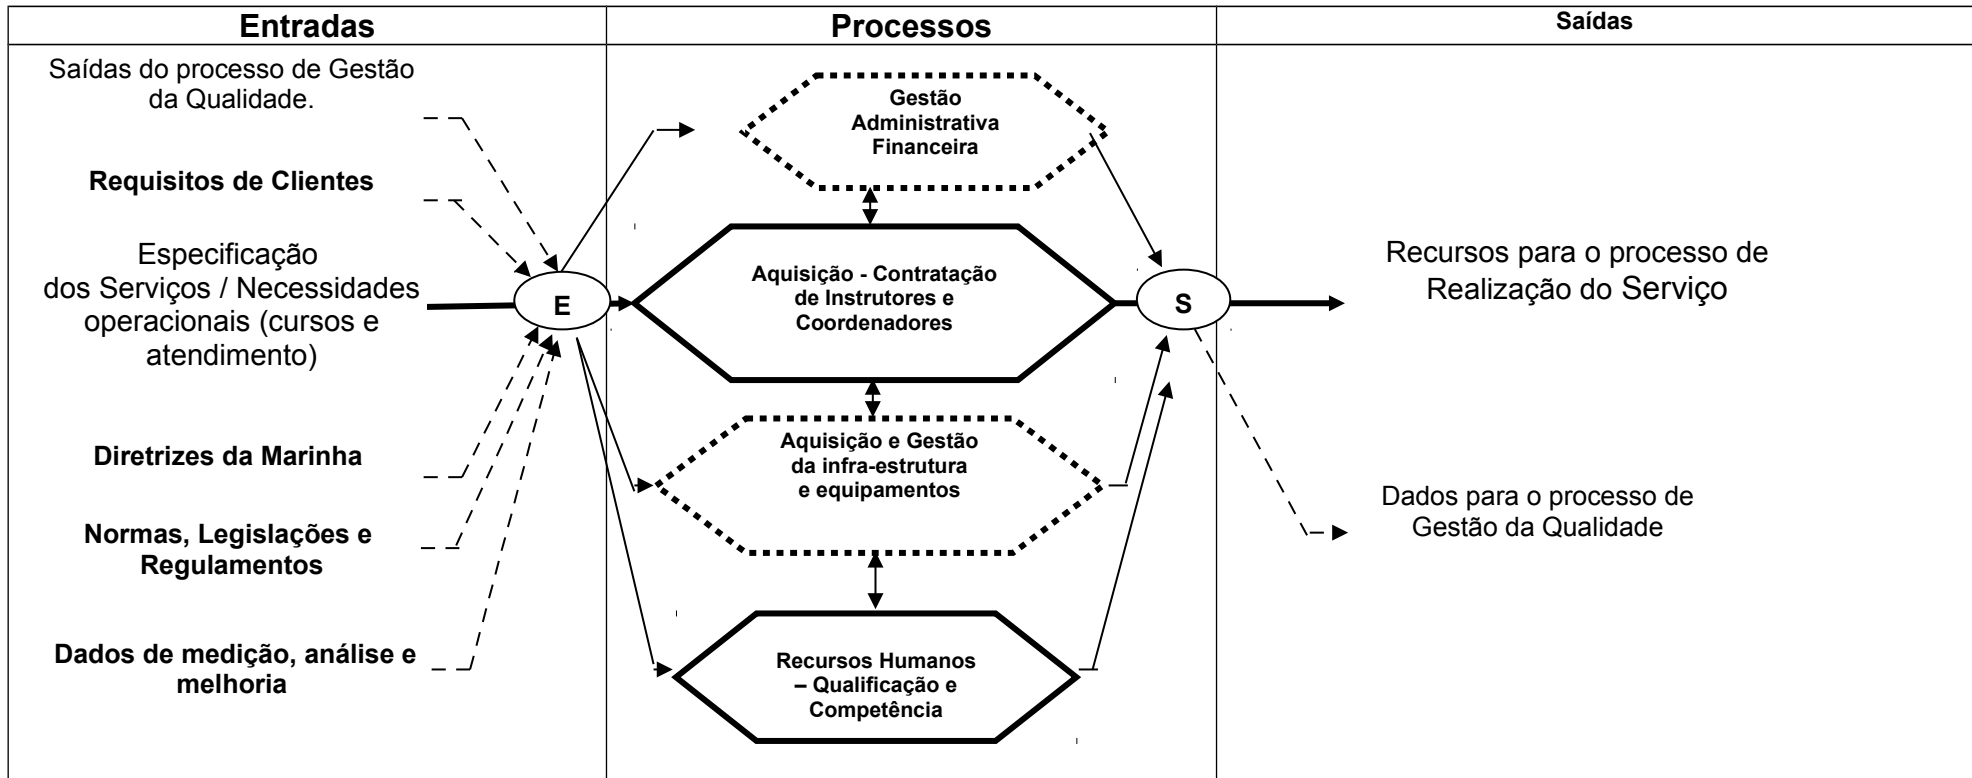 Entradas
Processos
Saídas
Saídas do processo de Gestão
da Qualidade.
Requisitos de Clientes
Especificação
dos Serviços / Necessidades
operacionais (cursos e
atendimento)
Diretrizes da Marinha
Normas, Legislações e
Regulamentos
Dados de medição, análise e
melhoria
E
Gestão
Administrativa
Financeira
Aquisição - Contratação
de Instrutores e
Coordenadores
Aquisição e Gestão
da infra-estrutura
e equipamentos
Recursos Humanos
– Qualificação e
Competência
S
Recursos para o processo de
Realização do Serviço
Dados para o processo de
Gestão da Qualidade